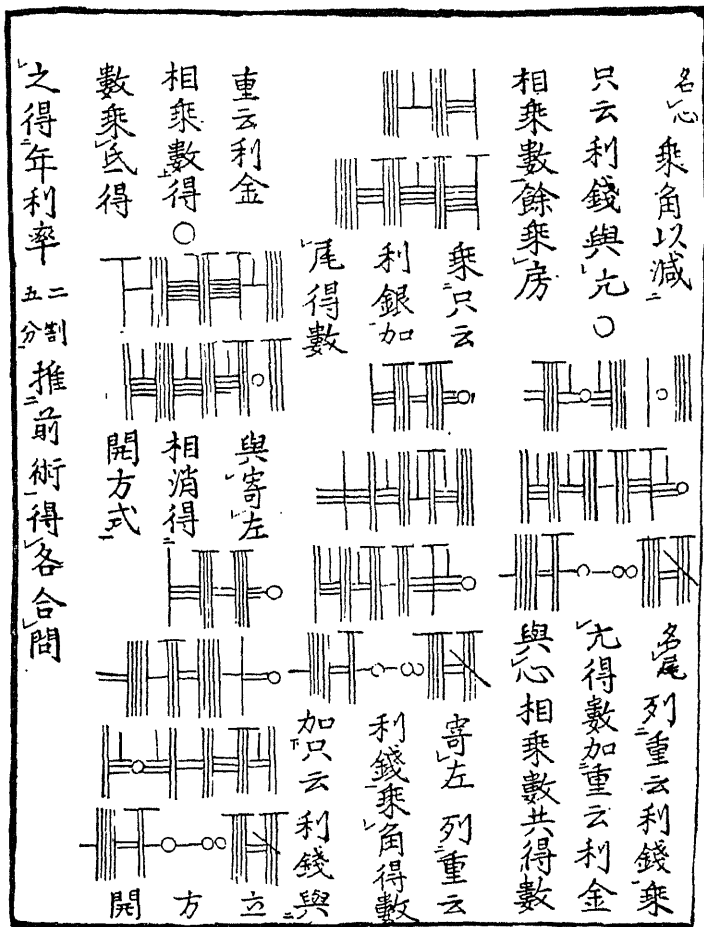 名心 乘角以減
只云利錢與亢〇
相乘數餘乘房
名尾 列重云利錢乘
亢得數加重云利金
與心相乘數共得數
乘只云
利銀加
尾得數
寄左 列重云
利錢乘角得數
加只云利錢與
重云利金
相乘數得〇
數乘氐得
與寄左
相消得
開方式
立
方
開
之得年利率 二割五分 推前術得各合問